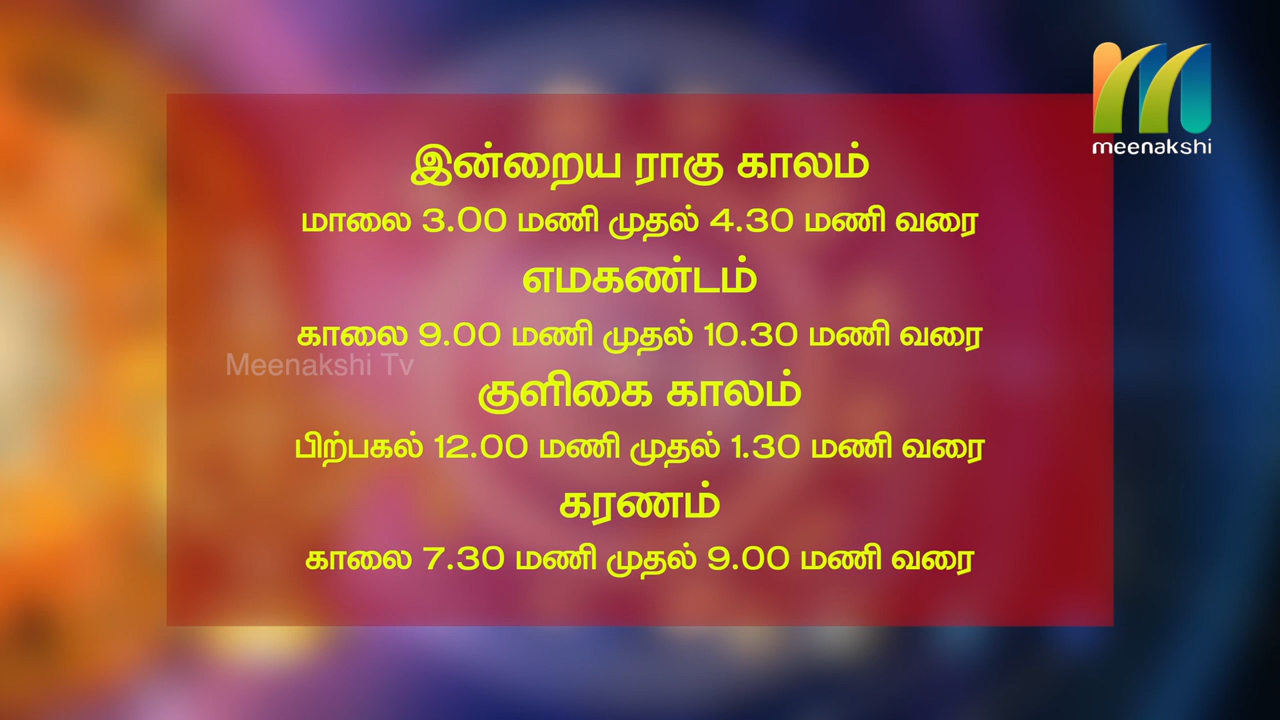 meenakshi
இன்றைய ராகு காலம்
மாலை 3.00 மணி முதல் 4.30 மணி வரை
எமகண்டம்
காலை 9.00 மணி முதல் 10.30 மணி வரை
Meenakshi Tv
குளிகை காலம்
பிற்பகல் 12.00 மணி முதல் 1.30 மணி வரை
கரணம்
காலை 7.30 மணி முதல் 9.00 மணி வரை